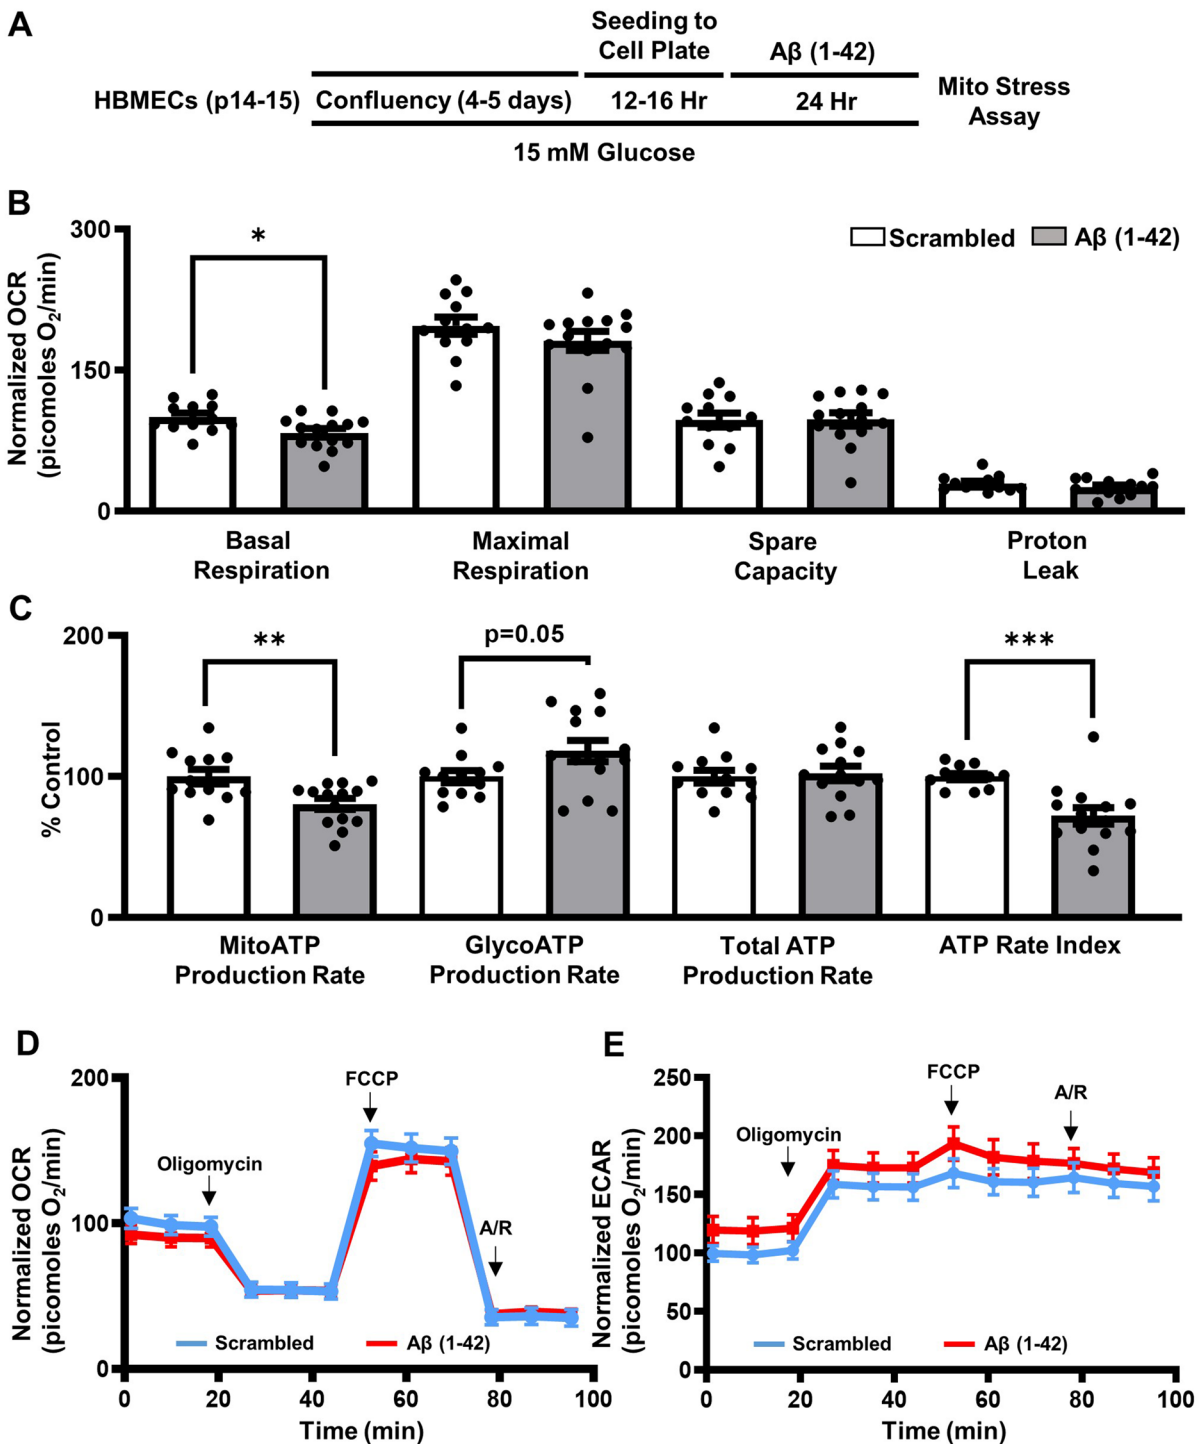 A
Seeding to
Cell Plate
Aβ (1-42)
HBMECs (p14-15)
Confluency (4-5 days)
12-16 Hr
24 Hr
Mito Stress
Assay
15 mM Glucose
B
Normalized OCR
(picomoles O₂/min)
300
150
0
*
Scrambled
Aβ (1-42)
Basal
Respiration
Maximal
Respiration
Spare
Capacity
Proton
Leak
C
% Control
200
100
0
**
p=0.05
***
MitoATP
Production Rate
GlycoATP
Production Rate
Total ATP
Production Rate
ATP Rate Index
D
Normalized OCR
(picomoles O₂/min)
200
100
0
Oligomycin
FCCP
A/R
Scrambled
Aβ (1-42)
0 20 40 60 80 100
Time (min)
E
Normalized ECAR
(picomoles O₂/min)
250
200
150
100
50
0
Oligomycin
FCCP
A/R
Scrambled
Aβ (1-42)
0 20 40 60 80 100
Time (min)